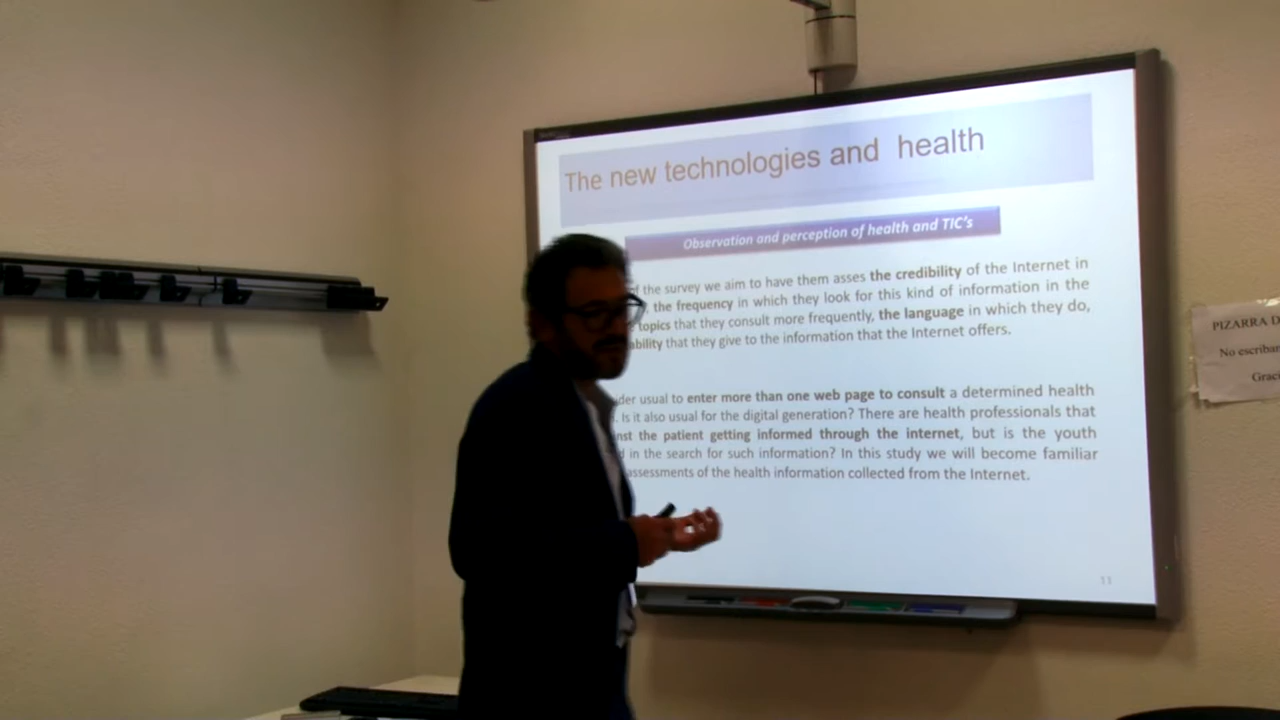 The new technologies and health
Observation and perception of health and TIC's
the survey we aim to have them asses the credibility of the Internet in
the frequency in which they look for this kind of information in the
topics that they consult more frequently, the language in which they do,
that they give to the information that the Internet offers.
usual to enter more than one web page to consult a determined health
Is it also usual for the digital generation? There are health professionals that
the patient getting informed through the internet, but is the youth
in the search for such information? In this study we will become familiar
assessments of the health information collected from the Internet.
11
PIZARRA D
No escriban
Graci